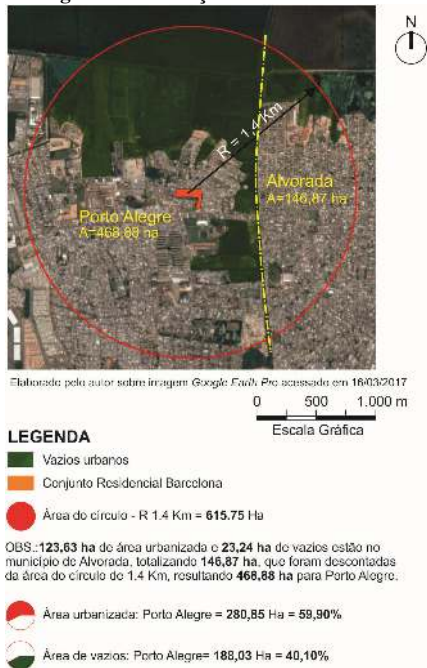 N
R = 1,4 Km
Alvorada
A=146,87 ha
Porto Alegre
A=468,88 ha
Elaborado pelo autor sobre imagem Google Earth Pro acessado em 16/03/2017
0 500 1.000 m
Escala Gráfica
LEGENDA
Vazios urbanos
Conjunto Residencial Barcelona
Área do círculo - R 1.4 Km = 615.75 Ha
OBS.:123,63 ha de área urbanizada e 23,24 ha de vazios estão no
município de Alvorada, totalizando 146,87 ha, que foram descontadas
da área do círculo de 1.4 Km, resultando 468,88 ha para Porto Alegre.
Área urbanizada: Porto Alegre = 280,85 Ha = 59,90%
Área de vazios: Porto Alegre= 188,03 Ha = 40,10%